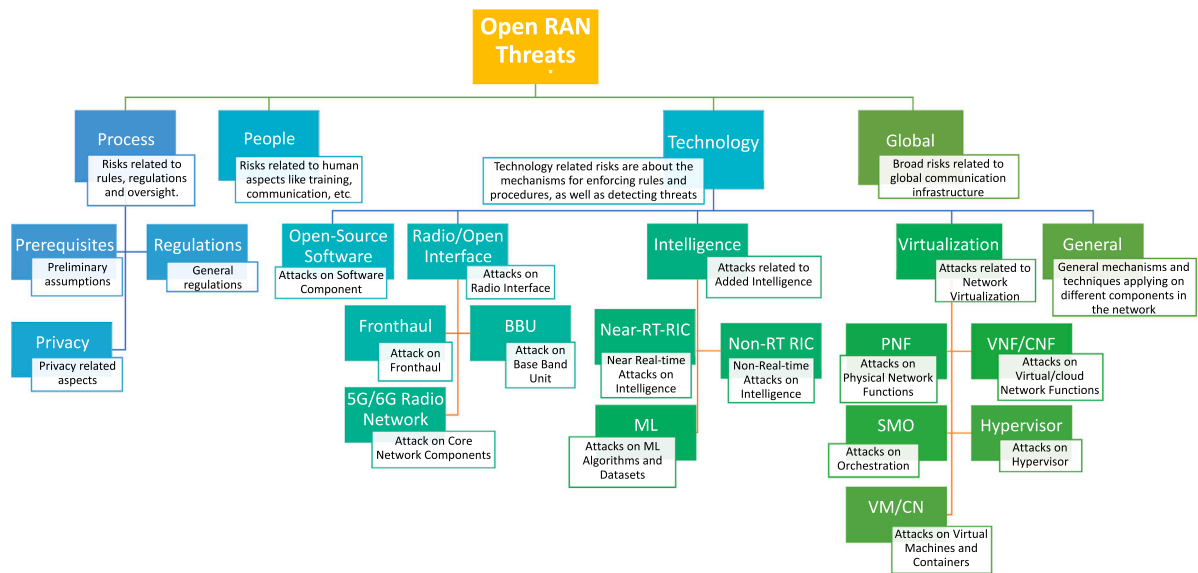 Open RAN
Threats
Process
Risks related to
rules, regulations
and oversight.
People
Risks related to human
aspects like training,
communication, etc.
Technology
Technology related risks are about the
mechanisms for enforcing rules and
procedures, as well as detecting threats
Global
Broad risks related to
global communication
infrastructure
Prerequisites
Preliminary
assumptions
Regulations
General
regulations
Privacy
Privacy related
aspects
Open-Source
Software
Attacks on Software
Component
Radio/Open
Interface
Attacks on
Radio Interface
Intelligence
Attacks related to
Added Intelligence
Virtualization
Attacks related to
Network
Virtualization
General
General mechanisms and
techniques applying on
different components in
the network
Fronthaul
Attack on
Fronthaul
BBU
Attack on
Base Band
Unit
5G/6G Radio
Network
Attack on Core
Network Components
Near-RT-RIC
Near Real-time
Attacks on
Intelligence
Non-RT RIC
Non-Real-time
Attacks on
Intelligence
ML
Attacks on ML
Algorithms and
Datasets
PNF
Attacks on
Physical Network
Functions
VNF/CNF
Attacks on
Virtual/cloud
Network Functions
SMO
Attacks on
Orchestration
Hypervisor
Attacks on
Hypervisor
VM/CN
Attacks on Virtual
Machines and
Containers